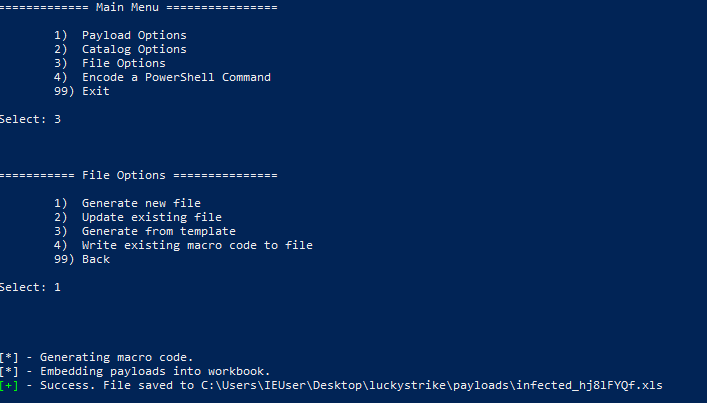 ============= Main Menu ================
1) Payload Options
2) Catalog Options
3) File Options
4) Encode a PowerShell Command
99) Exit
Select: 3
=========== File Options ===============
1) Generate new file
2) Update existing file
3) Generate from template
4) Write existing macro code to file
99) Back
Select: 1
[*] - Generating macro code.
[*] - Embedding payloads into workbook.
[+] - Success. File saved to C:\Users\IEUser\Desktop\luckystrike\payloads\infected_hj8lFYQf.xls